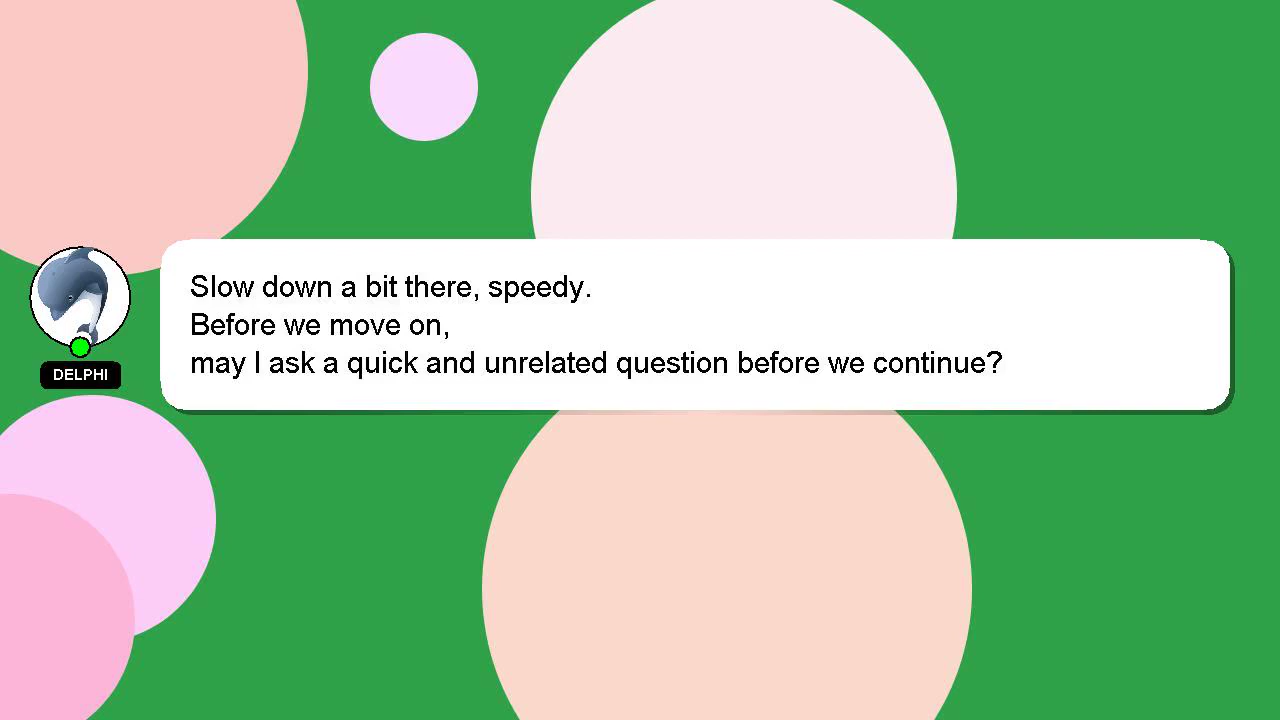 Slow down a bit there, speedy.
Before we move on,
may I ask a quick and unrelated question before we continue?
DELPHI